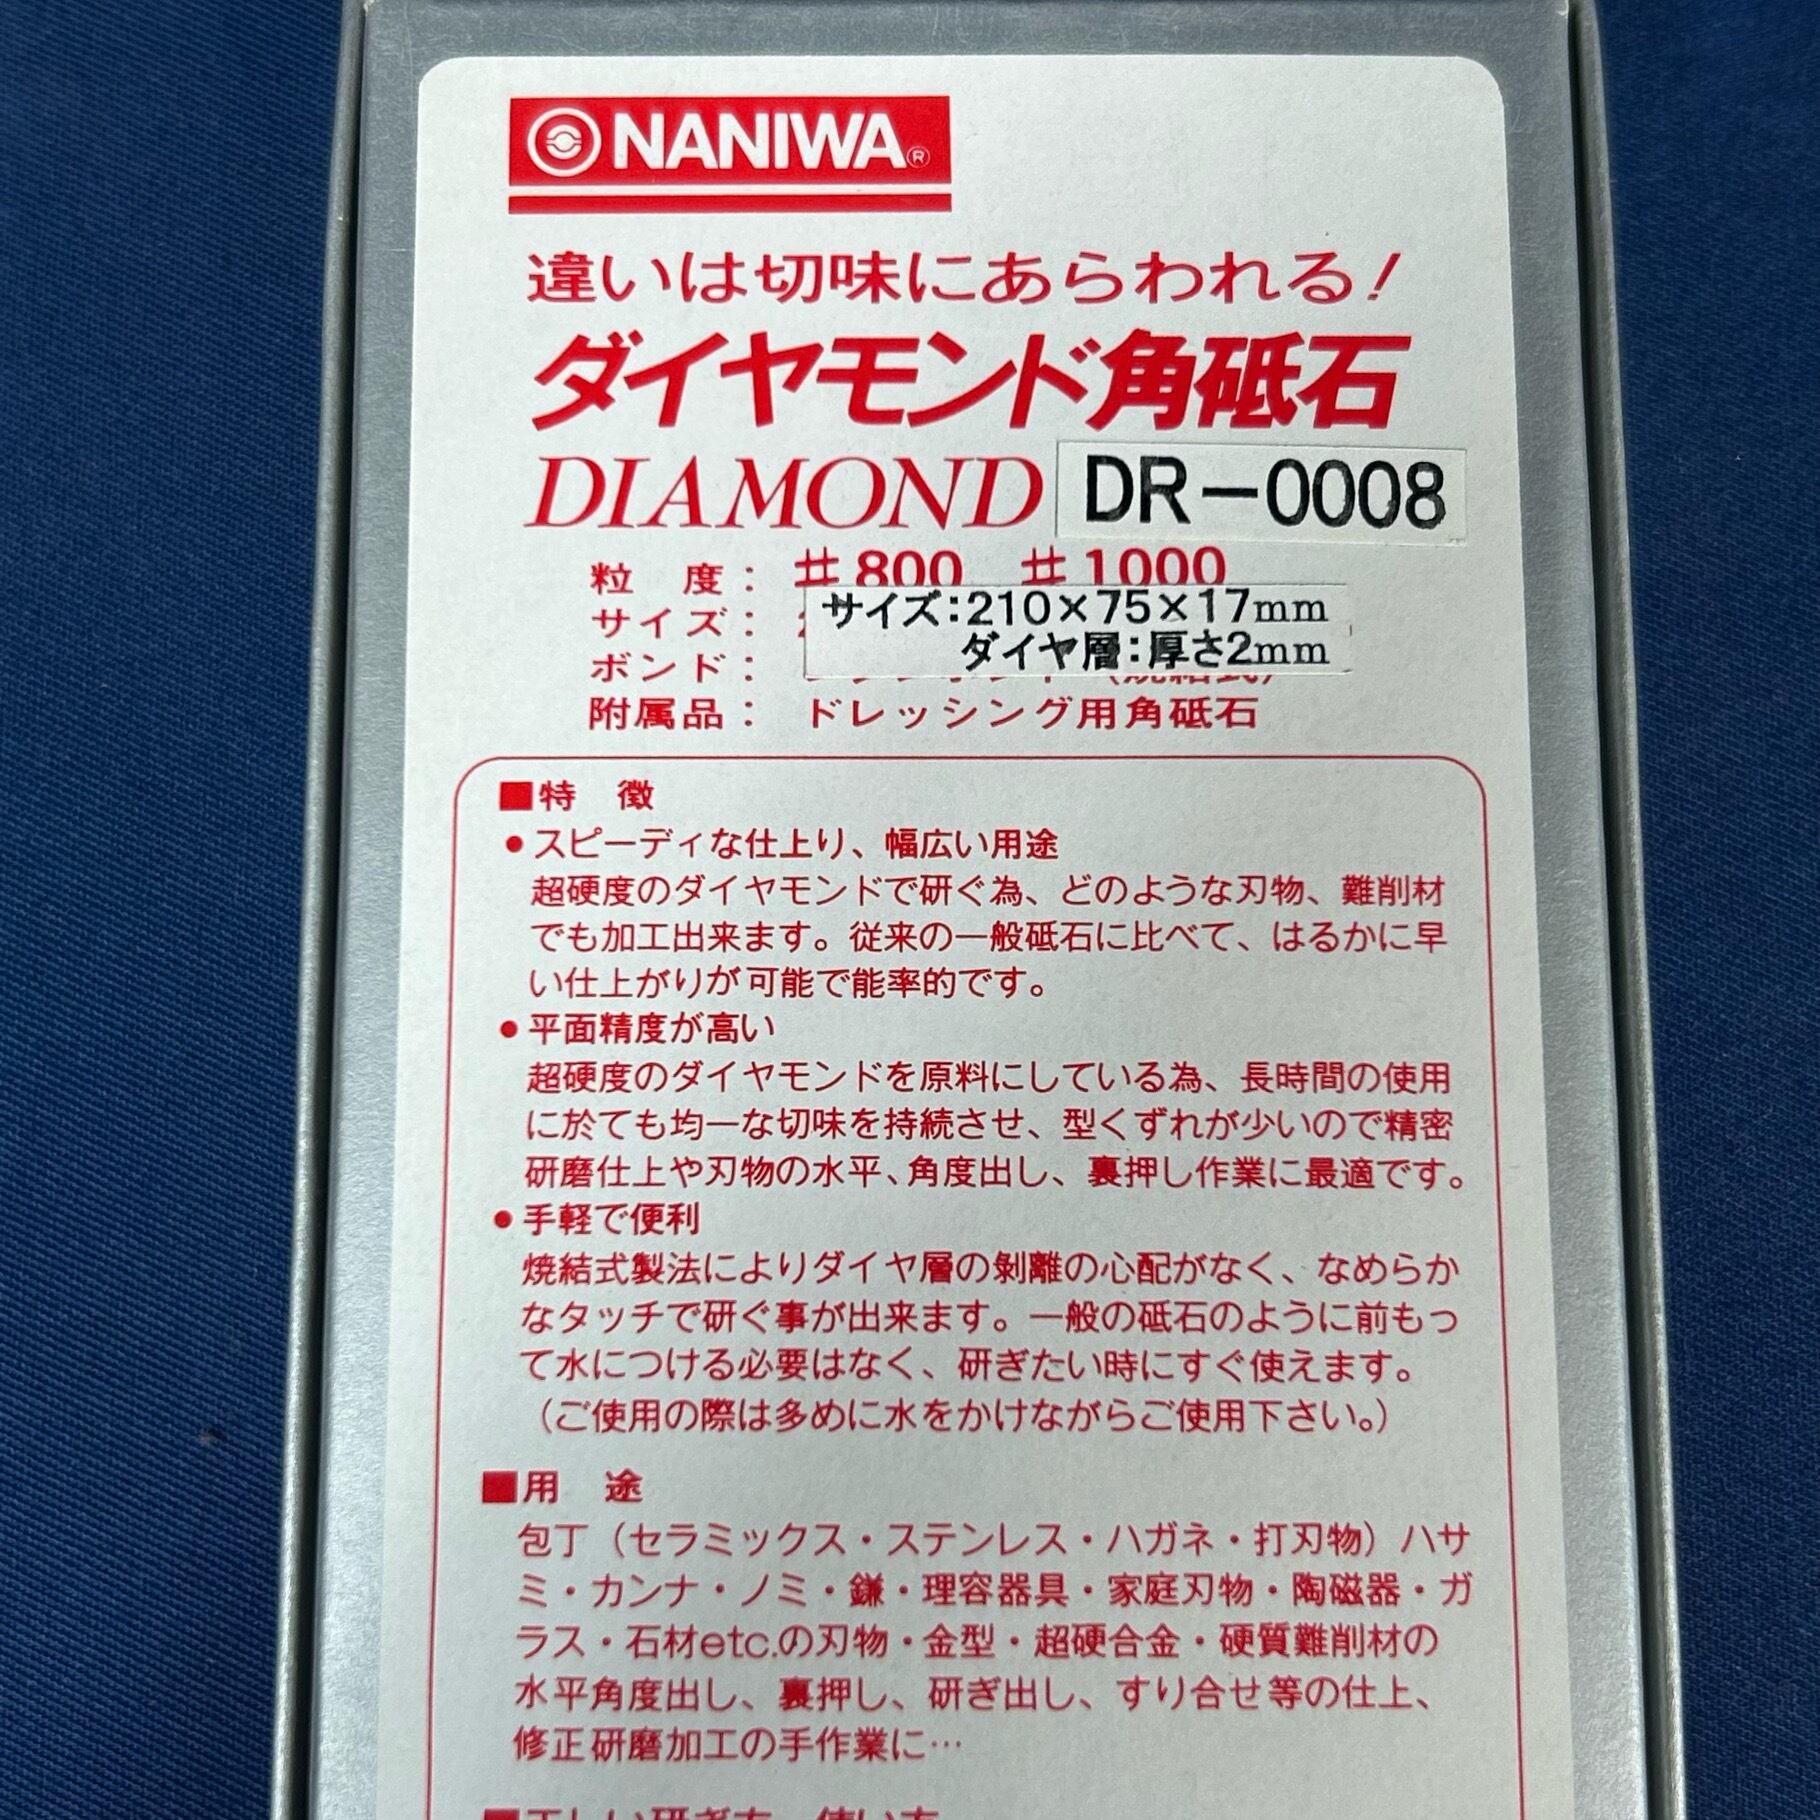 NANIWA®
違いは切味にあらわれる!
ダイヤモンド角砥石
DIAMOND DR-0008
粒 度: #800 #1000
サイズ: サイズ:210×75×17mm
ダイヤ層:厚さ2mm
ボンド:
附属品: ドレッシング用角砥石
■特 徴
●スピーディな仕上り、幅広い用途
超硬度のダイヤモンドで研ぐ為、どのような刃物、難削材
でも加工出来ます。従来の一般砥石に比べて、はるかに早
い仕上がりが可能で能率的です。
●平面精度が高い
超硬度のダイヤモンドを原料にしている為、長時間の使用
に於ても均一な切味を持続させ、型くずれが少いので精密
研磨仕上や刃物の水平、角度出し、裏押し作業に最適です。
●手軽で便利
焼結式製法によりダイヤ層の剝離の心配がなく、なめらか
なタッチで研ぐ事が出来ます。一般の砥石のように前もっ
て水につける必要はなく、研ぎたい時にすぐ使えます。
(ご使用の際は多めに水をかけながらご使用下さい。)
■用 途
包丁(セラミックス・ステンレス・ハガネ・打刃物)ハサ
ミ・カンナ・ノミ・鎌・理容器具・家庭刃物・陶磁器・ガ
ラス・石材etc.の刃物・金型・超硬合金・硬質難削材の
水平角度出し、裏押し、研ぎ出し、すり合せ等の仕上、
修正研磨加工の手作業に…